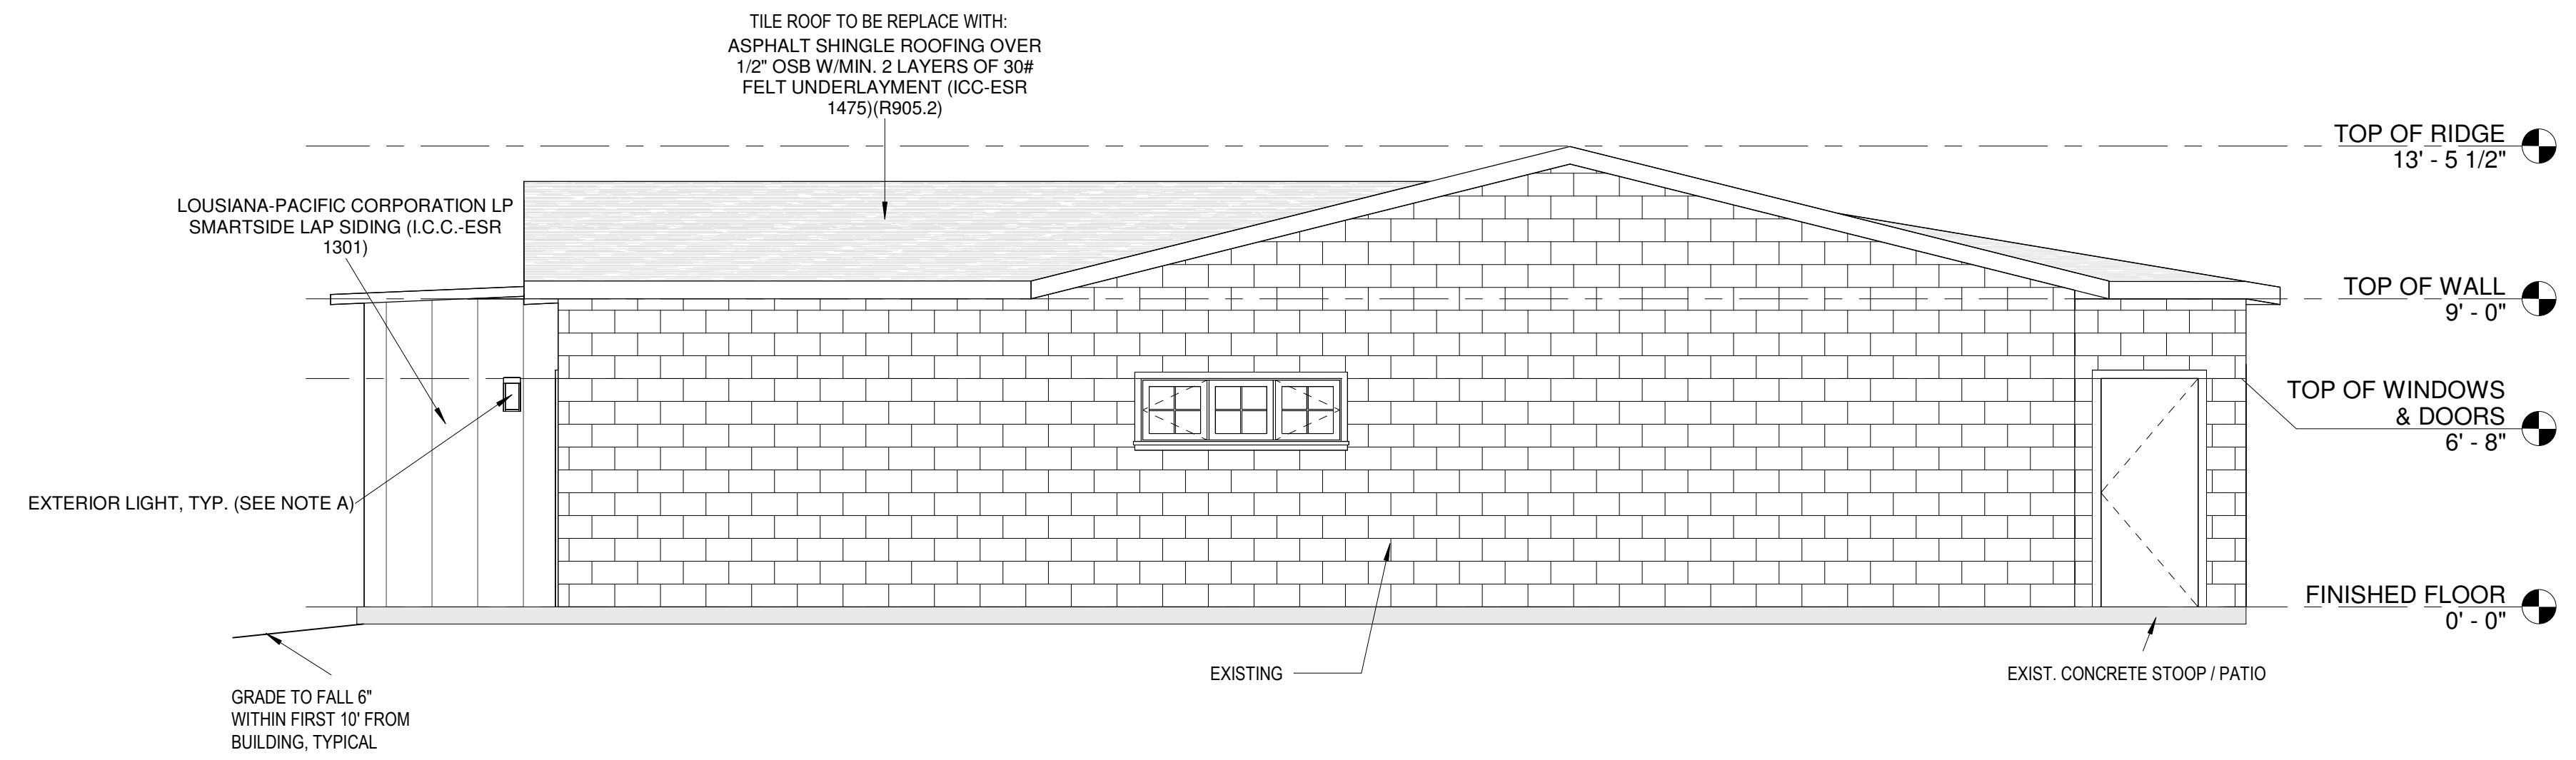 TILE ROOF TO BE REPLACE WITH:
ASPHALT SHINGLE ROOFING OVER
1/2" OSB W/MIN. 2 LAYERS OF 30#
FELT UNDERLAYMENT (ICC-ESR
1475)(R905.2)
TOP OF RIDGE
13' - 5 1/2"
LOUSIANA-PACIFIC CORPORATION LP
SMARTSIDE LAP SIDING (I.C.C.-ESR
1301)
TOP OF WALL
9' - 0"
TOP OF WINDOWS
& DOORS
6' - 8"
EXTERIOR LIGHT, TYP. (SEE NOTE A)
FINISHED FLOOR
0' - 0"
EXISTING
EXIST. CONCRETE STOOP / PATIO
GRADE TO FALL 6"
WITHIN FIRST 10' FROM
BUILDING, TYPICAL